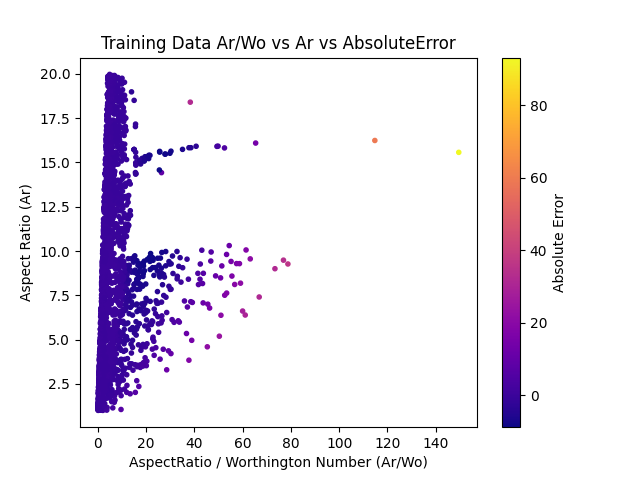 Training Data Ar/Wo vs Ar vs AbsoluteError
20.0
17.5
15.0
12.5
10.0
7.5
5.0
2.5
Aspect Ratio (Ar)
0 20 40 60 80 100 120 140
AspectRatio / Worthington Number (Ar/Wo)
80
60
40
20
0
Absolute Error